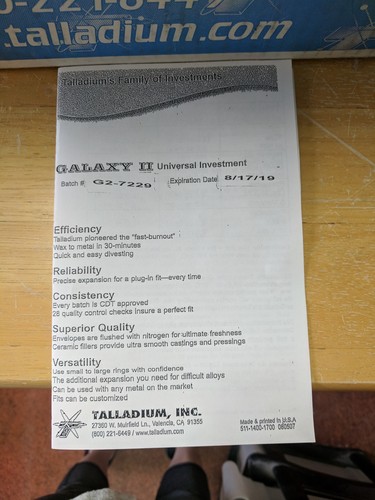 .talladium.com
Talladium's Family of Investments
GALAXY II Universal Investment
Batch # G2-7229 Expiration Date 8/17/19
Efficiency
Talladium pioneered the "fast-burnout"
Wax to metal in 30-minutes
Quick and easy divesting
Reliability
Precise expansion for a plug-in fit—every time
Consistency
Every batch is CDT approved
28 quality control checks insure a perfect fit
Superior Quality
Envelopes are flushed with nitrogen for ultimate freshness
Ceramic fillers provide ultra smooth castings and pressings
Versatility
Use small to large rings with confidence
The additional expansion you need for difficult alloys
Can be used with any metal on the market
Fits can be customized
TALLADIUM, INC.
27360 W. Muirfield Ln., Valencia, CA 91355
(800) 221-6449 / www.talladium.com
Made & printed in U.S.A
511-1400-1700 060507